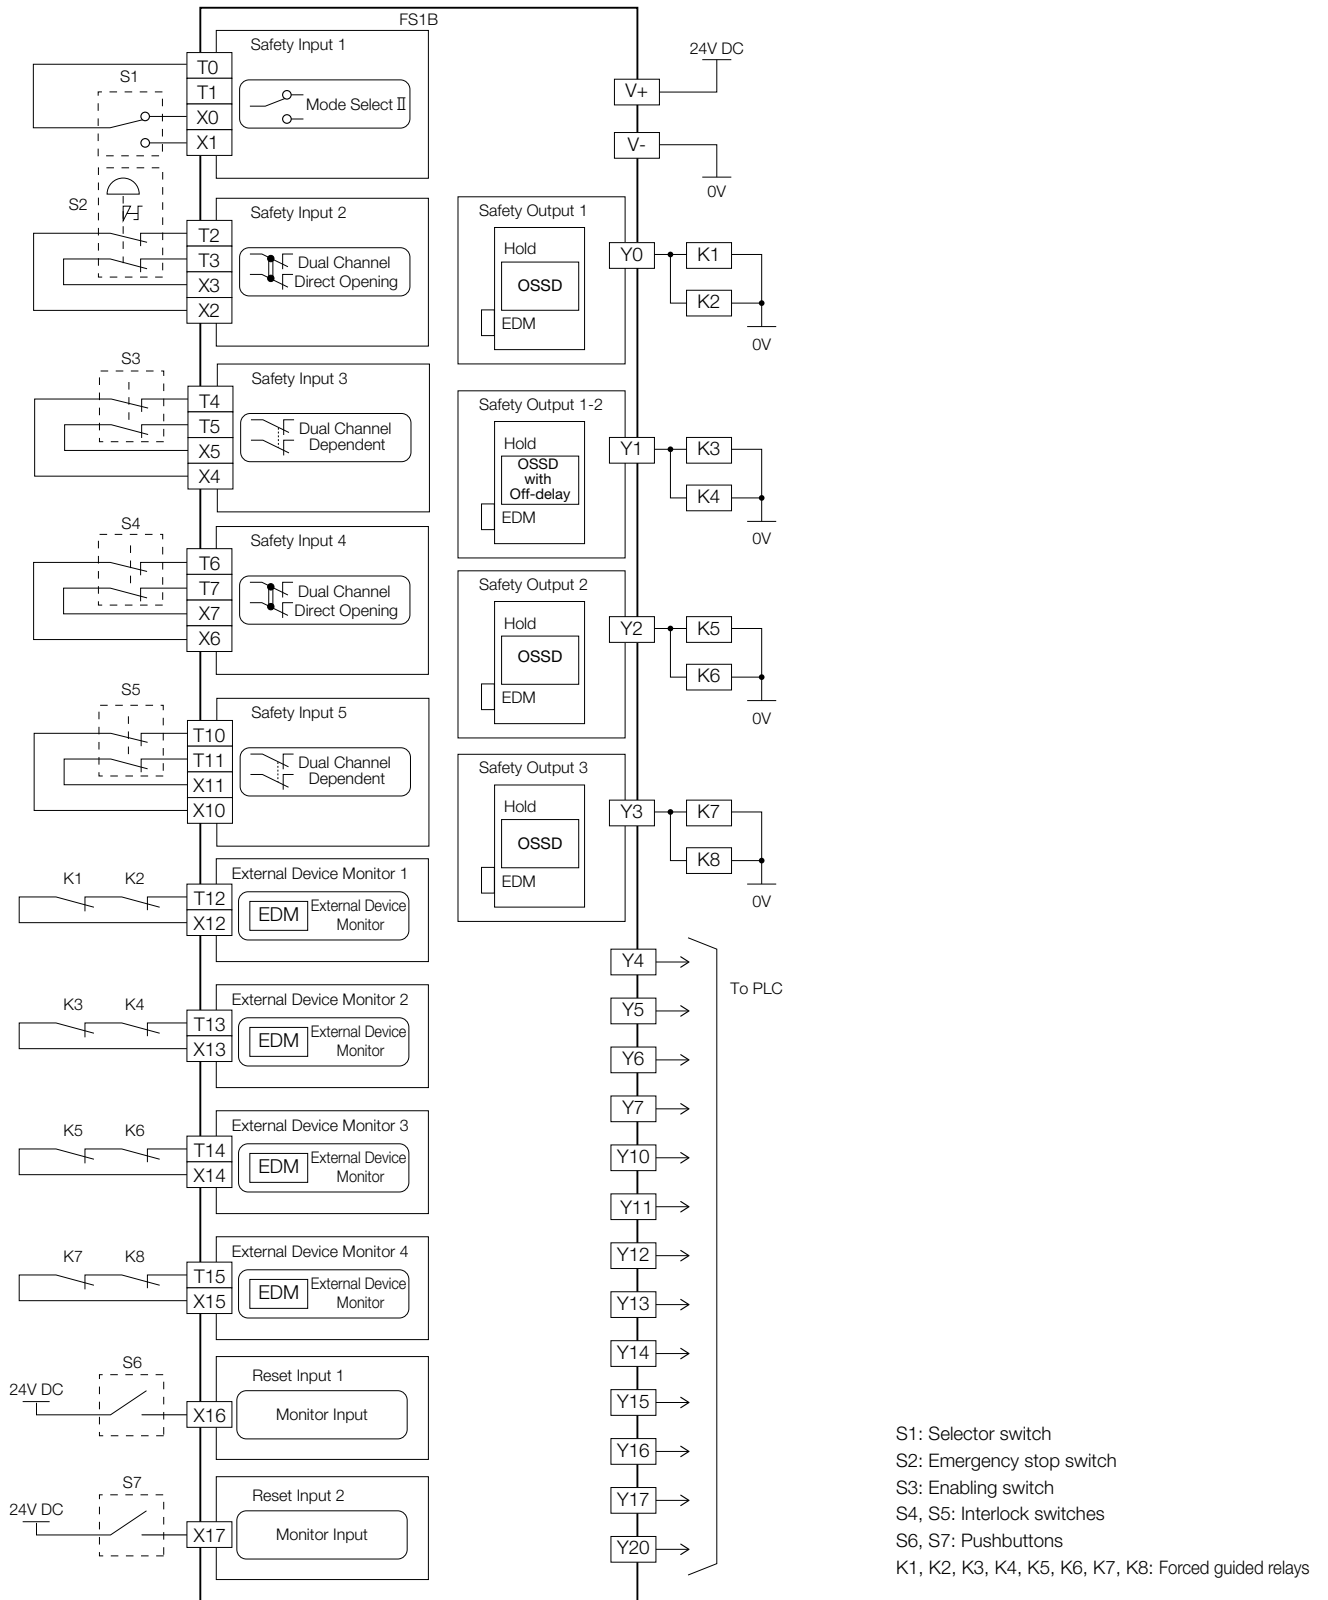 FS1B
S1
T0
T1
X0
X1
Safety Input 1
Mode Select II
S2
T2
T3
X3
X2
Safety Input 2
Dual Channel
Direct Opening
S3
T4
T5
X5
X4
Safety Input 3
Dual Channel
Dependent
S4
T6
T7
X7
X6
Safety Input 4
Dual Channel
Direct Opening
S5
T10
T11
X11
X10
Safety Input 5
Dual Channel
Dependent
K1 K2
T12
X12
External Device Monitor 1
EDM
External Device
Monitor
K3 K4
T13
X13
External Device Monitor 2
EDM
External Device
Monitor
K5 K6
T14
X14
External Device Monitor 3
EDM
External Device
Monitor
K7 K8
T15
X15
External Device Monitor 4
EDM
External Device
Monitor
24V DC
S6
X16
Reset Input 1
Monitor Input
24V DC
S7
X17
Reset Input 2
Monitor Input
24V DC
V+
V-
0V
Safety Output 1
Hold
OSSD
EDM
Y0
K1
K2
0V
Safety Output 1-2
Hold
OSSD
with
Off-delay
EDM
Y1
K3
K4
0V
Safety Output 2
Hold
OSSD
EDM
Y2
K5
K6
0V
Safety Output 3
Hold
OSSD
EDM
Y3
K7
K8
0V
Y4
To PLC
Y5
Y6
Y7
Y10
Y11
Y12
Y13
Y14
Y15
Y16
Y17
Y20
S1: Selector switch
S2: Emergency stop switch
S3: Enabling switch
S4, S5: Interlock switches
S6, S7: Pushbuttons
K1, K2, K3, K4, K5, K6, K7, K8: Forced guided relays